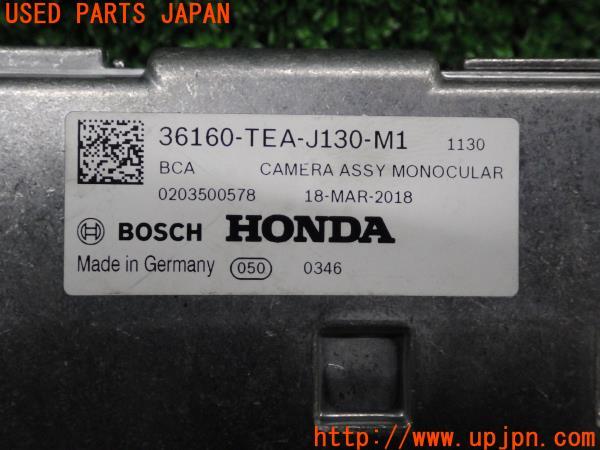 USED PARTS JAPAN
36160-TEA-J130-M1 1130
BCA CAMERA ASSY MONOCULAR
0203500578 18-MAR-2018
BOSCH HONDA
Made in Germany 050 0346
UPJ
http://www.upjpn.com